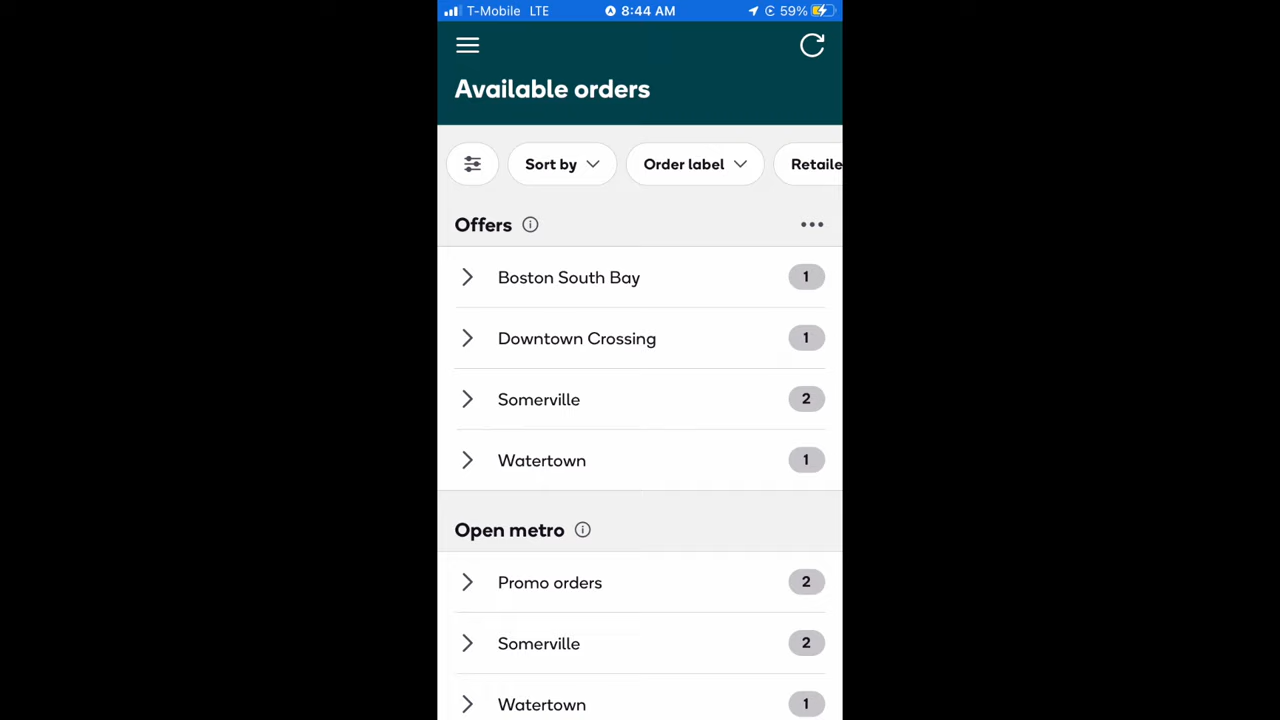 T-Mobile LTE 8:44 AM 59%
Available orders
Sort by Order label Retaile
Offers
Boston South Bay 1
Downtown Crossing 1
Somerville 2
Watertown 1
Open metro
Promo orders 2
Somerville 2
Watertown 1